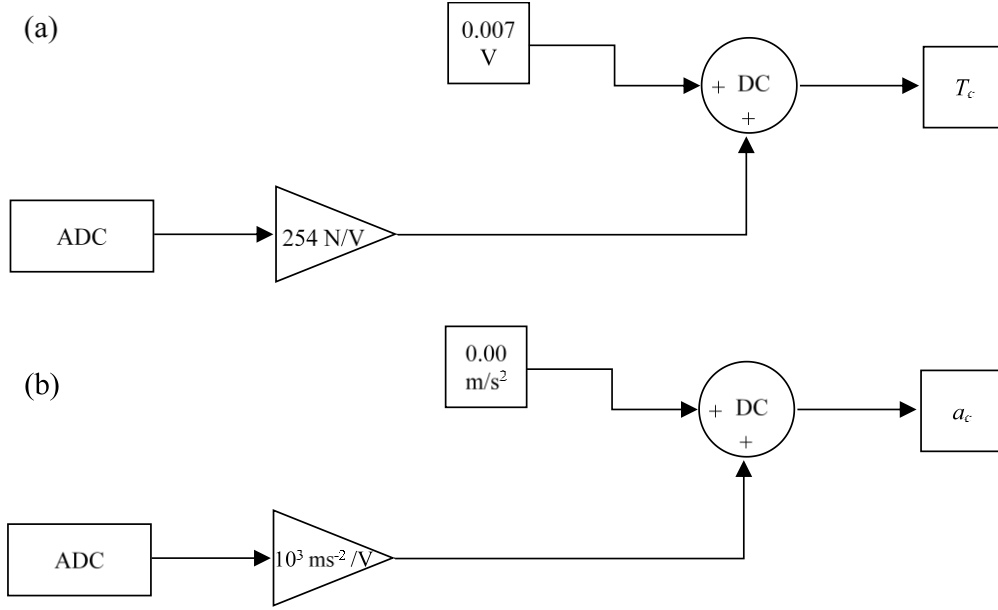 (a)
0.007
V
+ DC
+
T_c
ADC
254 N/V
(b)
0.00
m/s²
+ DC
+
a_c
ADC
10³ ms⁻² /V